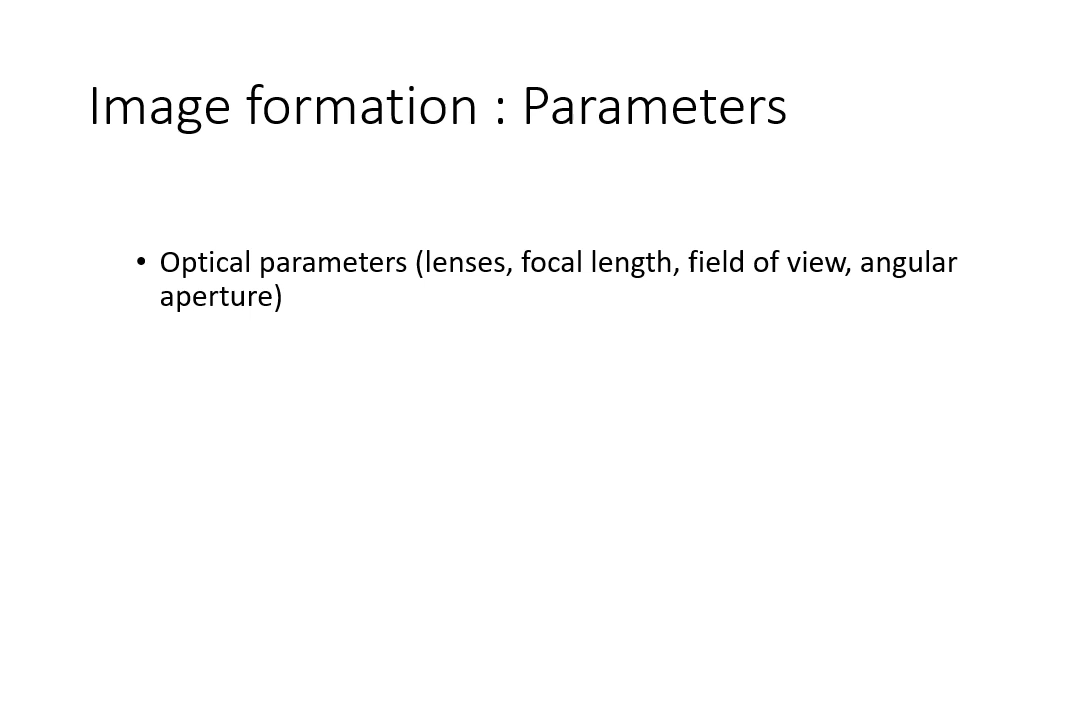 Image formation : Parameters
• Optical parameters (lenses, focal length, field of view, angular
aperture)